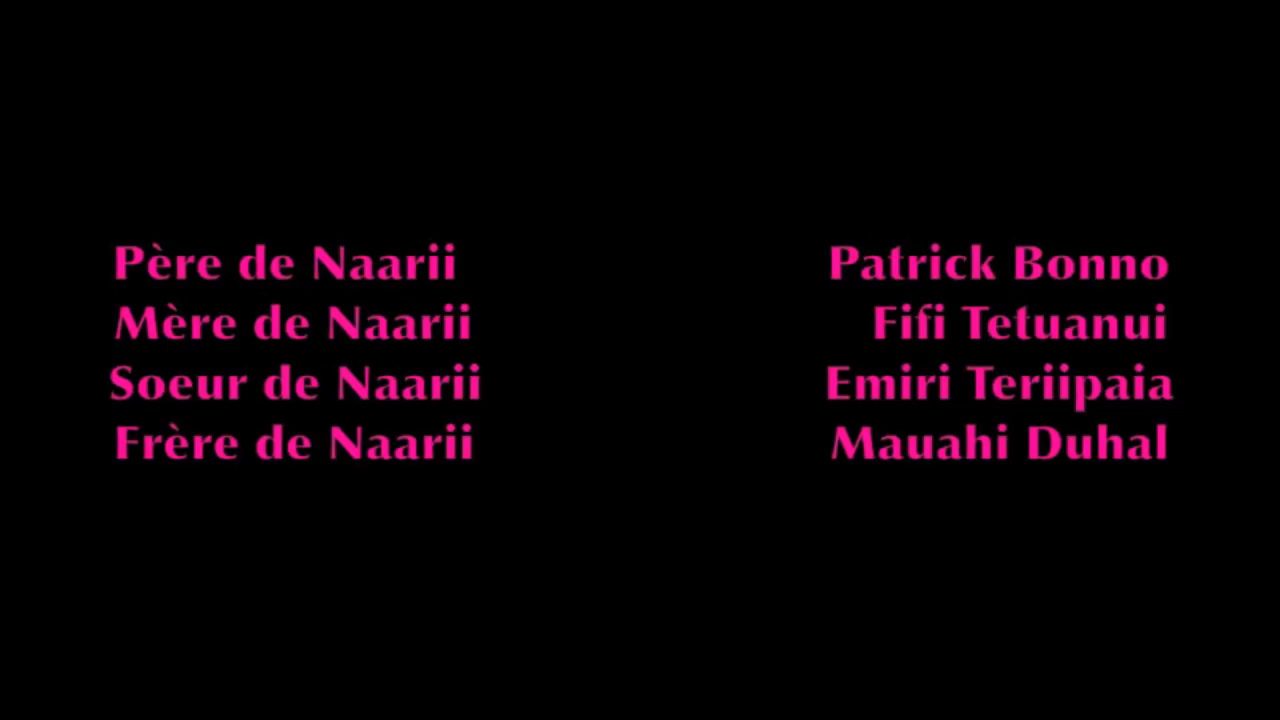 Père de Naarii Patrick Bonno
Mère de Naarii Fifi Tetuanui
Soeur de Naarii Emiri Teriipaia
Frère de Naarii Mauahi Duhal